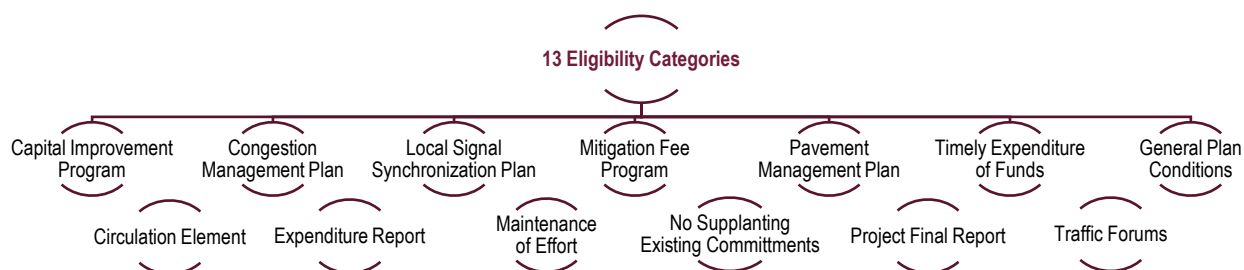 13 Eligibility Categories
Capital Improvement
Program
Congestion
Management Plan
Local Signal
Synchronization Plan
Mitigation Fee
Program
Pavement
Management Plan
Timely Expenditure
of Funds
General Plan
Conditions
Circulation Element
Expenditure Report
Maintenance
of Effort
No Supplanting
Existing Committments
Project Final Report
Traffic Forums